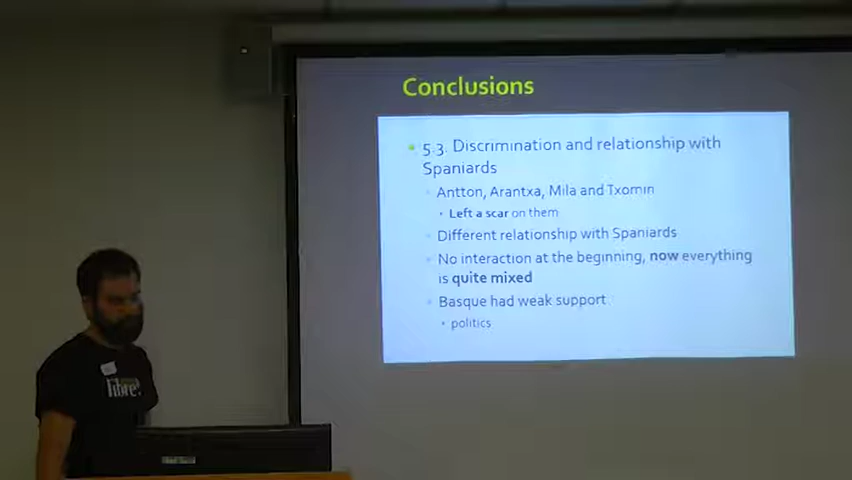 Conclusions
5.3. Discrimination and relationship with
Spaniards
Antton, Arantxa, Mila and Txomin
Left a scar on them
Different relationship with Spaniards
No interaction at the beginning, now everything
is quite mixed
Basque had weak support
politics
libre!